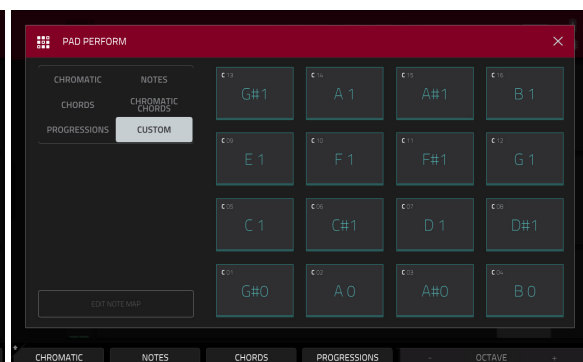 PAD PERFORM
CHROMATIC NOTES
CHORDS CHROMATIC CHORDS
PROGRESSIONS CUSTOM
C 13 C 14 C 15 C 16
G#1 A 1 A#1 B 1
C 09 C 10 C 11 C 12
E 1 F 1 F#1 G 1
C 05 C 06 C 07 C 08
C 1 C#1 D 1 D#1
C 01 C 02 C 03 C 04
G#0 A 0 A#0 B 0
EDIT NOTE MAP
CHROMATIC NOTES CHORDS PROGRESSIONS - OCTAVE +